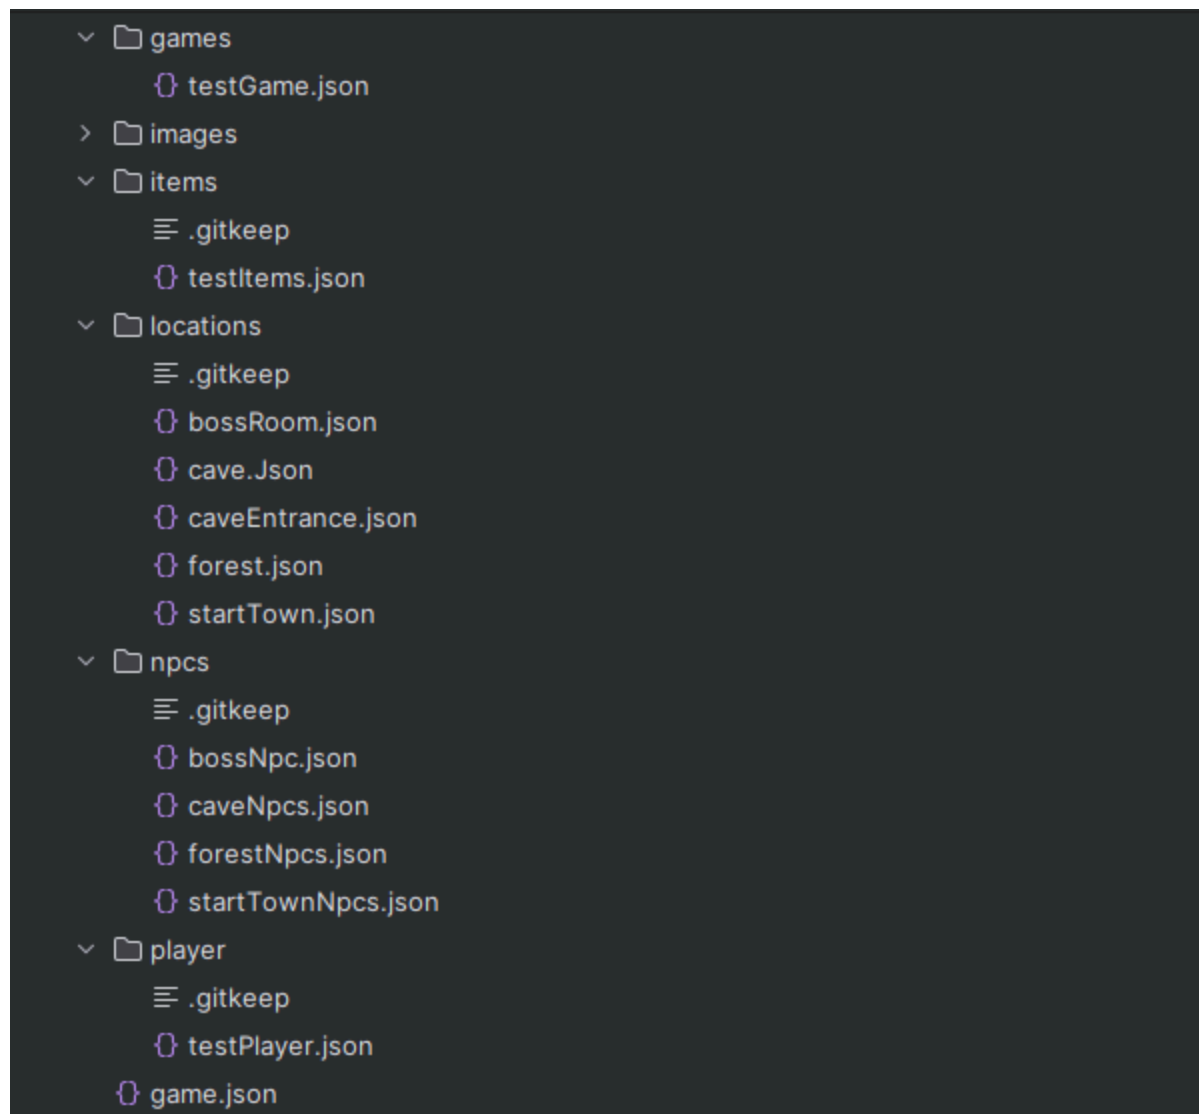 games
testGame.json
images
items
.gitkeep
testItems.json
locations
.gitkeep
bossRoom.json
cave.Json
caveEntrance.json
forest.json
startTown.json
npcs
.gitkeep
bossNpc.json
caveNpcs.json
forestNpcs.json
startTownNpcs.json
player
.gitkeep
testPlayer.json
game.json